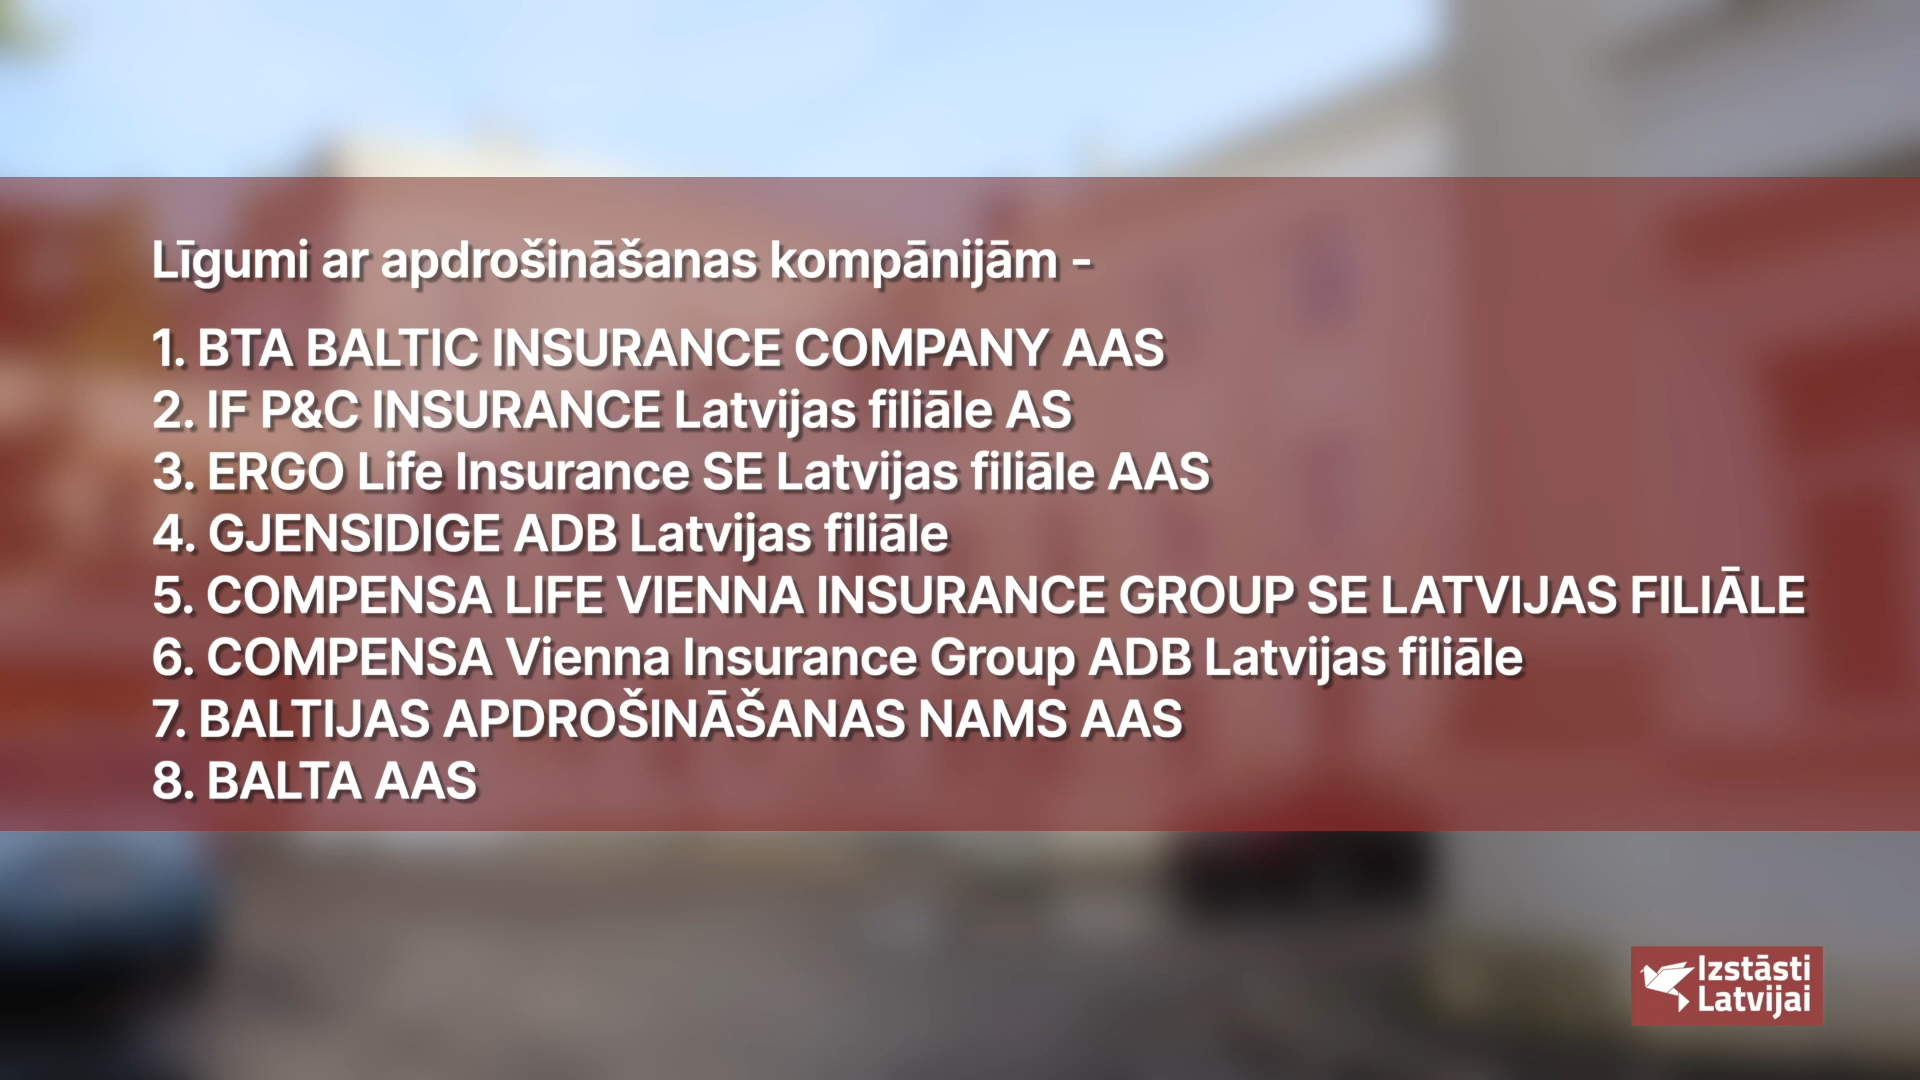 Līgumi ar apdrošināšanas kompānijām -
1. BTA BALTIC INSURANCE COMPANY AAS
2. IF P&C INSURANCE Latvijas filiāle AS
3. ERGO Life Insurance SE Latvijas filiāle AAS
4. GJENSIDIGE ADB Latvijas filiāle
5. COMPENSA LIFE VIENNA INSURANCE GROUP SE LATVIJAS FILIĀLE
6. COMPENSA Vienna Insurance Group ADB Latvijas filiāle
7. BALTIJAS APDROŠINĀŠANAS NAMS AAS
8. BALTA AAS
Izstāsti
Latvijai